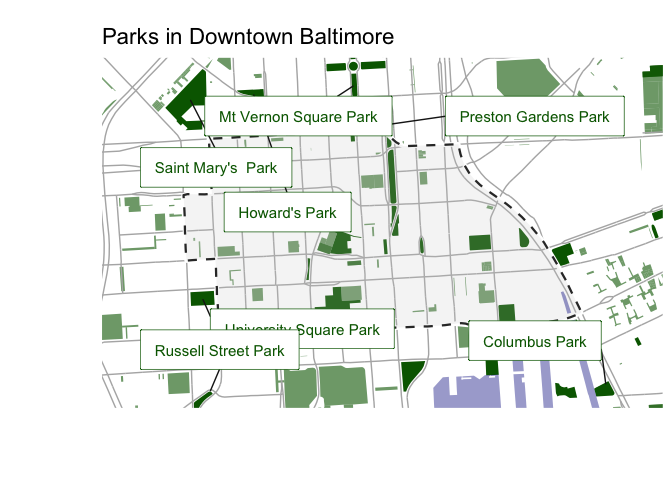 Parks in Downtown Baltimore
Mt Vernon Square Park
Preston Gardens Park
Saint Mary's  Park
Howard's Park
University Square Park
Columbus Park
Russell Street Park